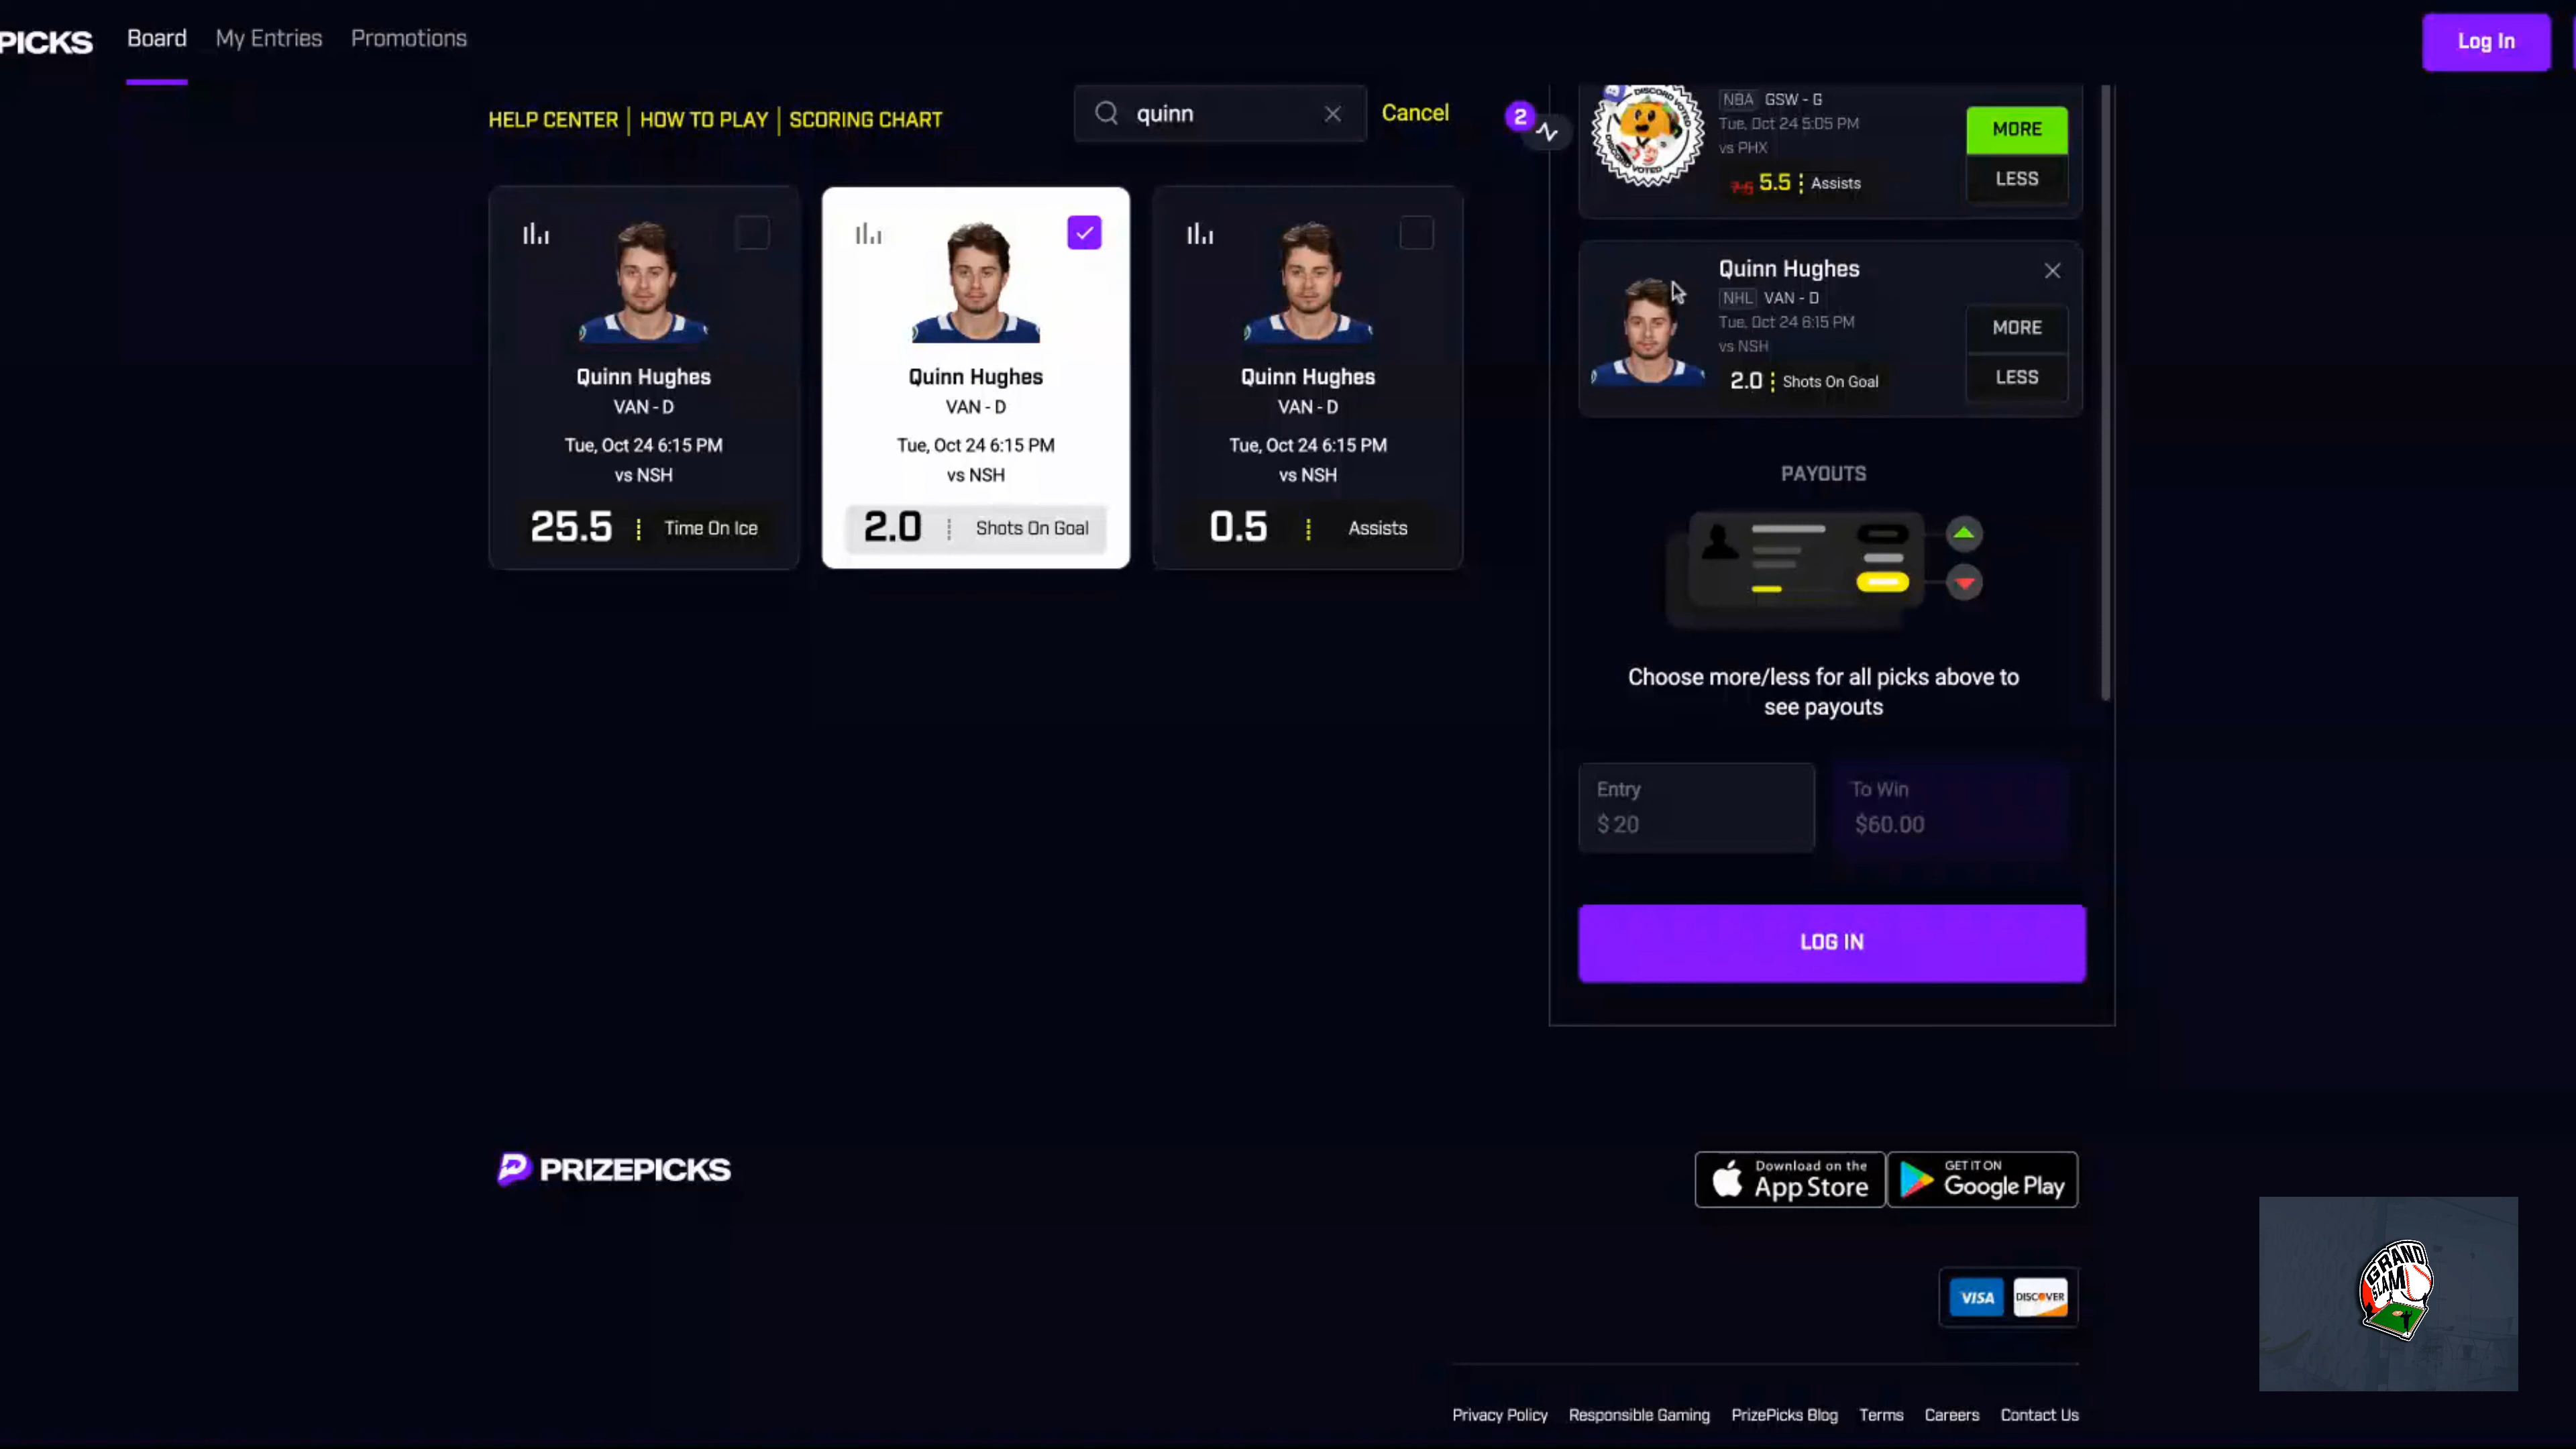 PICKS
Board
My Entries
Promotions
Log In
HELP CENTER
HOW TO PLAY
SCORING CHART
quinn
Cancel
2
Quinn Hughes
VAN - D
Tue, Oct 24 6:15 PM
vs NSH
25.5
Time On Ice
Quinn Hughes
VAN - D
Tue, Oct 24 6:15 PM
vs NSH
2.0
Shots On Goal
Quinn Hughes
VAN - D
Tue, Oct 24 6:15 PM
vs NSH
0.5
Assists
DISCORD VOTED
VOTED
NBA GSW - G
Tue, Oct 24 5:05 PM
vs PHX
5.5 Assists
MORE
LESS
Quinn Hughes
NHL VAN - D
Tue, Oct 24 6:15 PM
vs NSH
2.0 Shots On Goal
MORE
LESS
PAYOUTS
Choose more/less for all picks above to
see payouts
Entry
$ 20
To Win
$60.00
LOG IN
PRIZEPICKS
Download on the
App Store
GET IT ON
Google Play
VISA
DISCOVER
GRAND
SLAM
Privacy Policy
Responsible Gaming
PrizePicks Blog
Terms
Careers
Contact Us